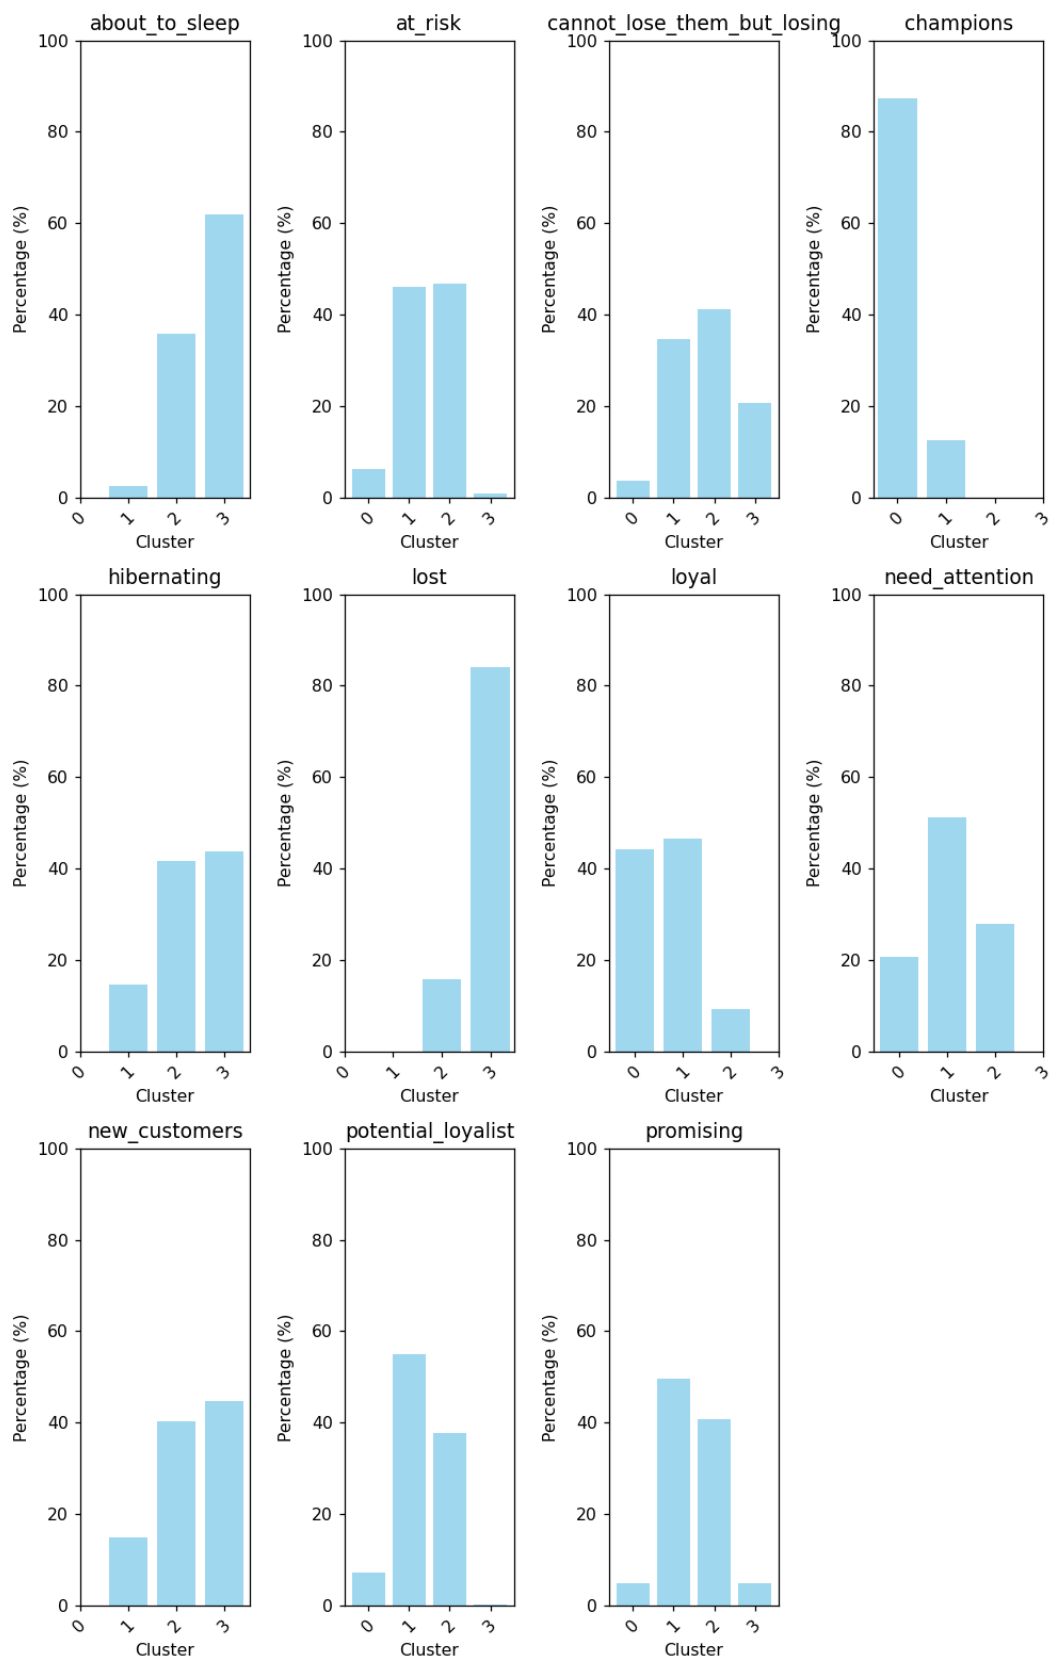 about_to_sleep
at_risk
cannot_lose_them_but_losing
champions
100
80
60
40
20
0
Percentage (%)
0 1 2 3
Cluster
100
80
60
40
20
0
Percentage (%)
0 1 2 3
Cluster
100
80
60
40
20
0
Percentage (%)
0 1 2 3
Cluster
100
80
60
40
20
0
Percentage (%)
0 1 2 3
Cluster
hibernating
lost
loyal
need_attention
100
80
60
40
20
0
Percentage (%)
0 1 2 3
Cluster
100
80
60
40
20
0
Percentage (%)
0 1 2 3
Cluster
100
80
60
40
20
0
Percentage (%)
0 1 2 3
Cluster
100
80
60
40
20
0
Percentage (%)
0 1 2 3
Cluster
new_customers
potential_loyalist
promising
100
80
60
40
20
0
Percentage (%)
0 1 2 3
Cluster
100
80
60
40
20
0
Percentage (%)
0 1 2 3
Cluster
100
80
60
40
20
0
Percentage (%)
0 1 2 3
Cluster